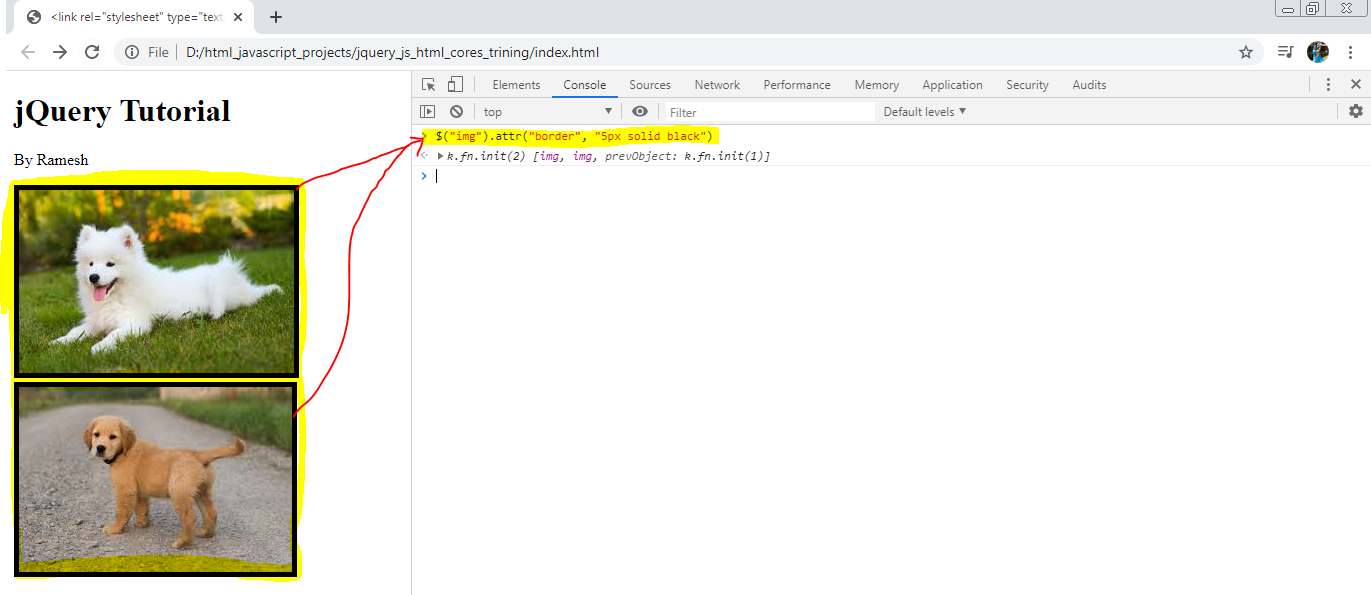 <link rel="stylesheet" type="text
File D:/html_javascript_projects/jquery_js_html_cores_trining/index.html
Elements Console Sources Network Performance Memory Application Security Audits
top Filter Default levels ▼
jQuery Tutorial
By Ramesh
> $("img").attr("border", "5px solid black")
k.fn.init(2) [img, img, prevObject: k.fn.init(1)]
>